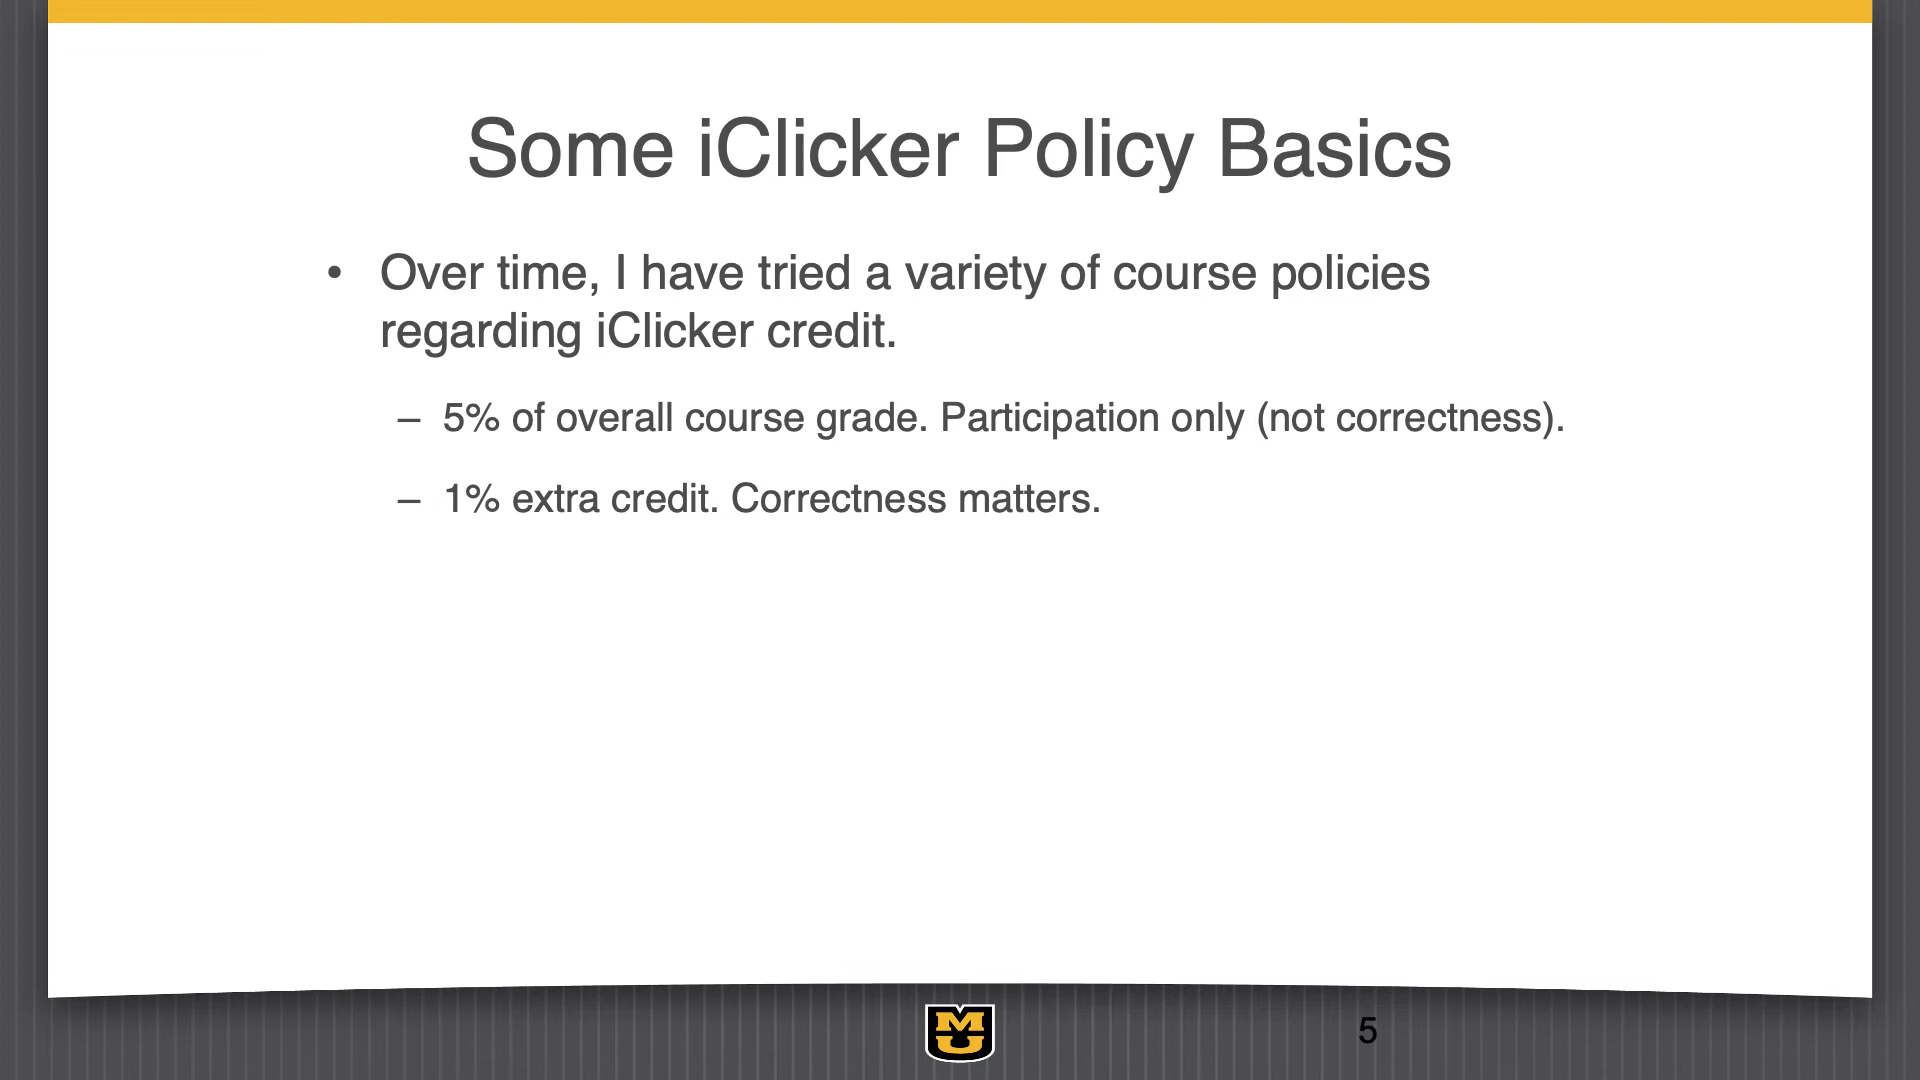 Some iClicker Policy Basics
• Over time, I have tried a variety of course policies
regarding iClicker credit.
– 5% of overall course grade. Participation only (not correctness).
– 1% extra credit. Correctness matters.
MU
5